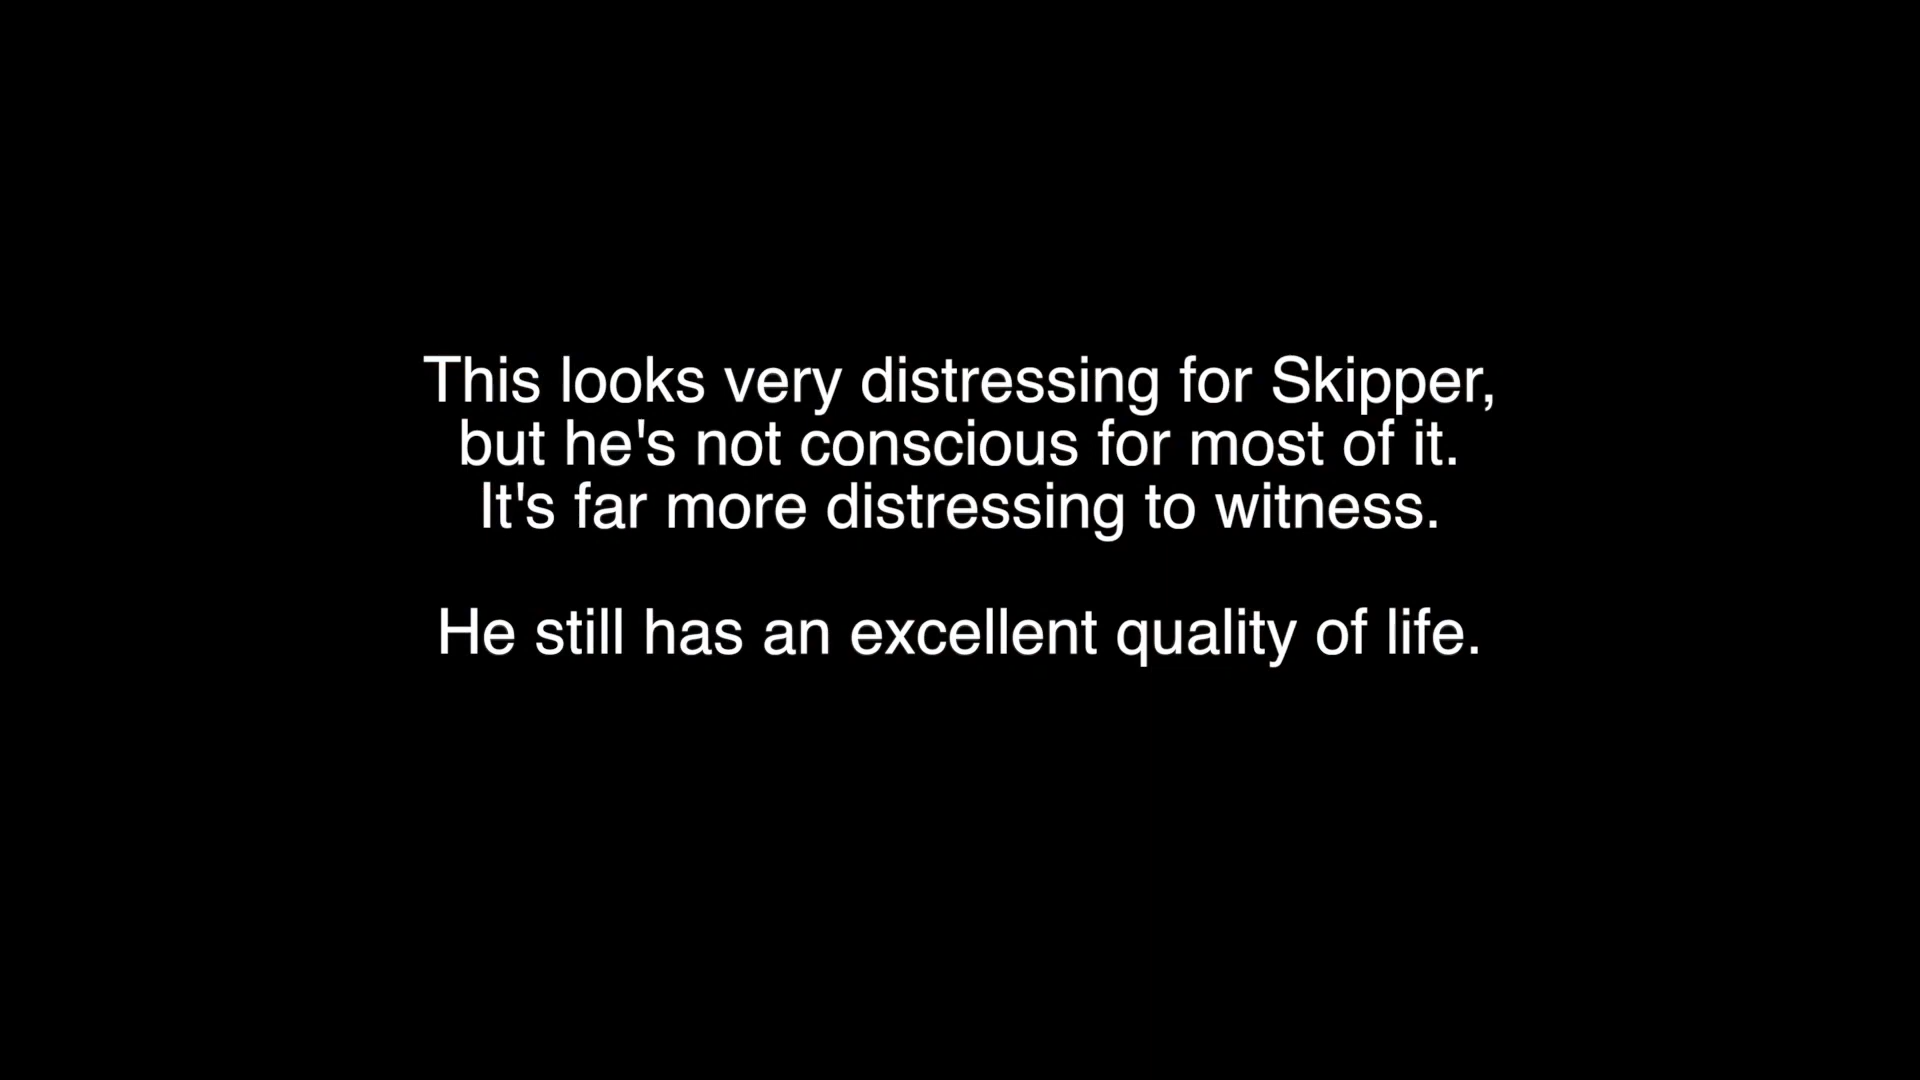 This looks very distressing for Skipper,
but he's not conscious for most of it.
It's far more distressing to witness.
He still has an excellent quality of life.